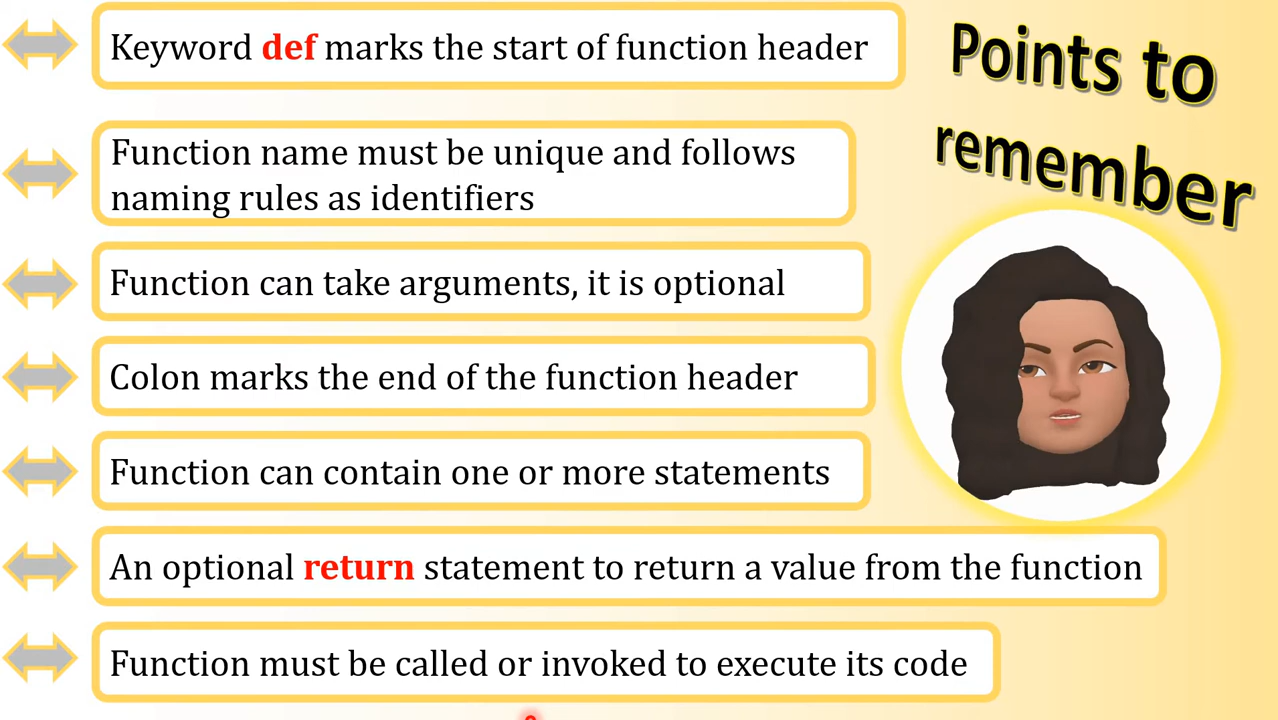 Points to
remember
Keyword def marks the start of function header
Function name must be unique and follows
naming rules as identifiers
Function can take arguments, it is optional
Colon marks the end of the function header
Function can contain one or more statements
An optional return statement to return a value from the function
Function must be called or invoked to execute its code